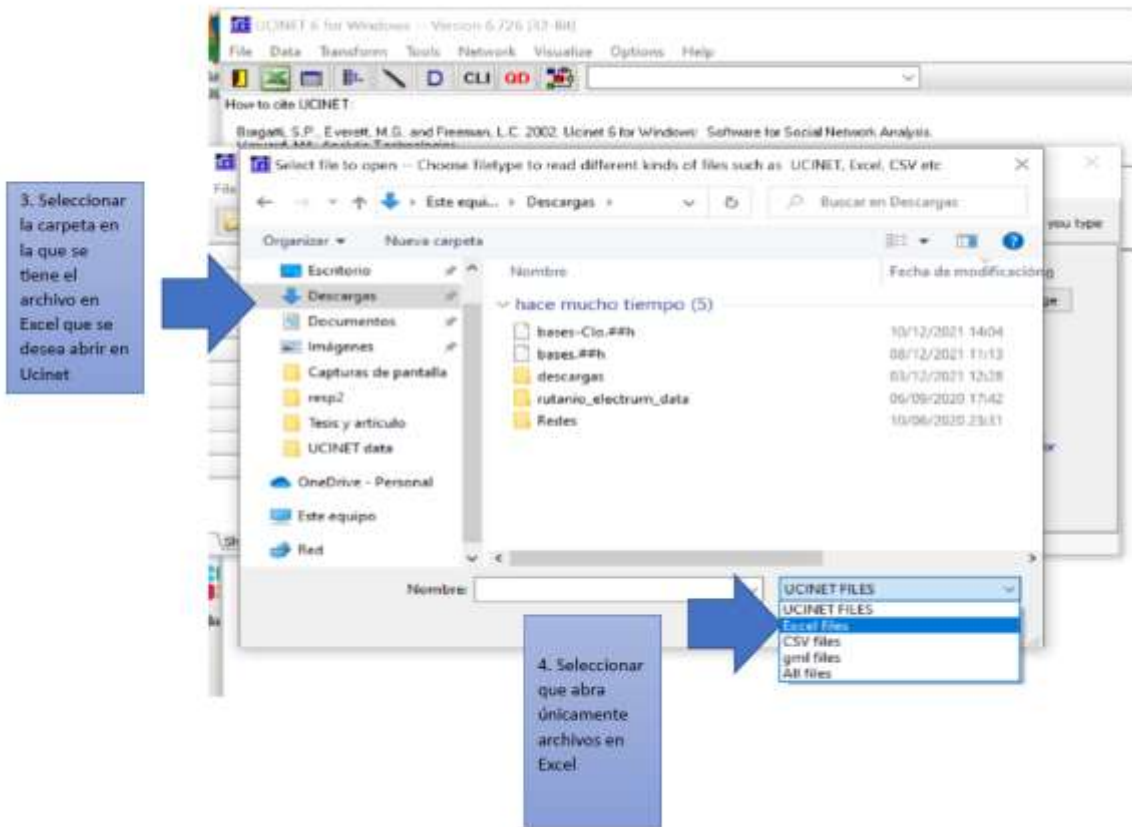 UCINET 6 for Windows -- Version 6.726 (32-Bit)
File Data Transform Tools Network Visualize Options Help
D CLI QD
How to cite UCINET:
Borgatti, S.P., Everett, M.G. and Freeman, L.C. 2002. Ucinet 6 for Windows: Software for Social Network Analysis.
Select file to open -- Choose filetype to read different kinds of files such as UCINET, Excel, CSV etc
3. Seleccionar
la carpeta en
la que se
tiene el
archivo en
Excel que se
desea abrir en
Ucinet
Este equi... Descargas
Buscar en Descargas
you type
Organizar Nueva carpeta
Escritorio
Descargas
Documentos
Imágenes
Capturas de pantalla
resp2
Tesis y artículo
UCINET data
OneDrive - Personal
Este equipo
Red
Nombre Fecha de modificación
hace mucho tiempo (5)
bases-Clo.##h 10/12/2021 14:04
bases.##h 08/12/2021 11:13
descargas 03/12/2021 12:28
rutanio_electrum_data 06/09/2020 17:42
Redes 10/06/2020 23:31
Nombre:
UCINET FILES
UCINET FILES
Excel files
CSV files
gml files
All files
4. Seleccionar
que abra
únicamente
archivos en
Excel